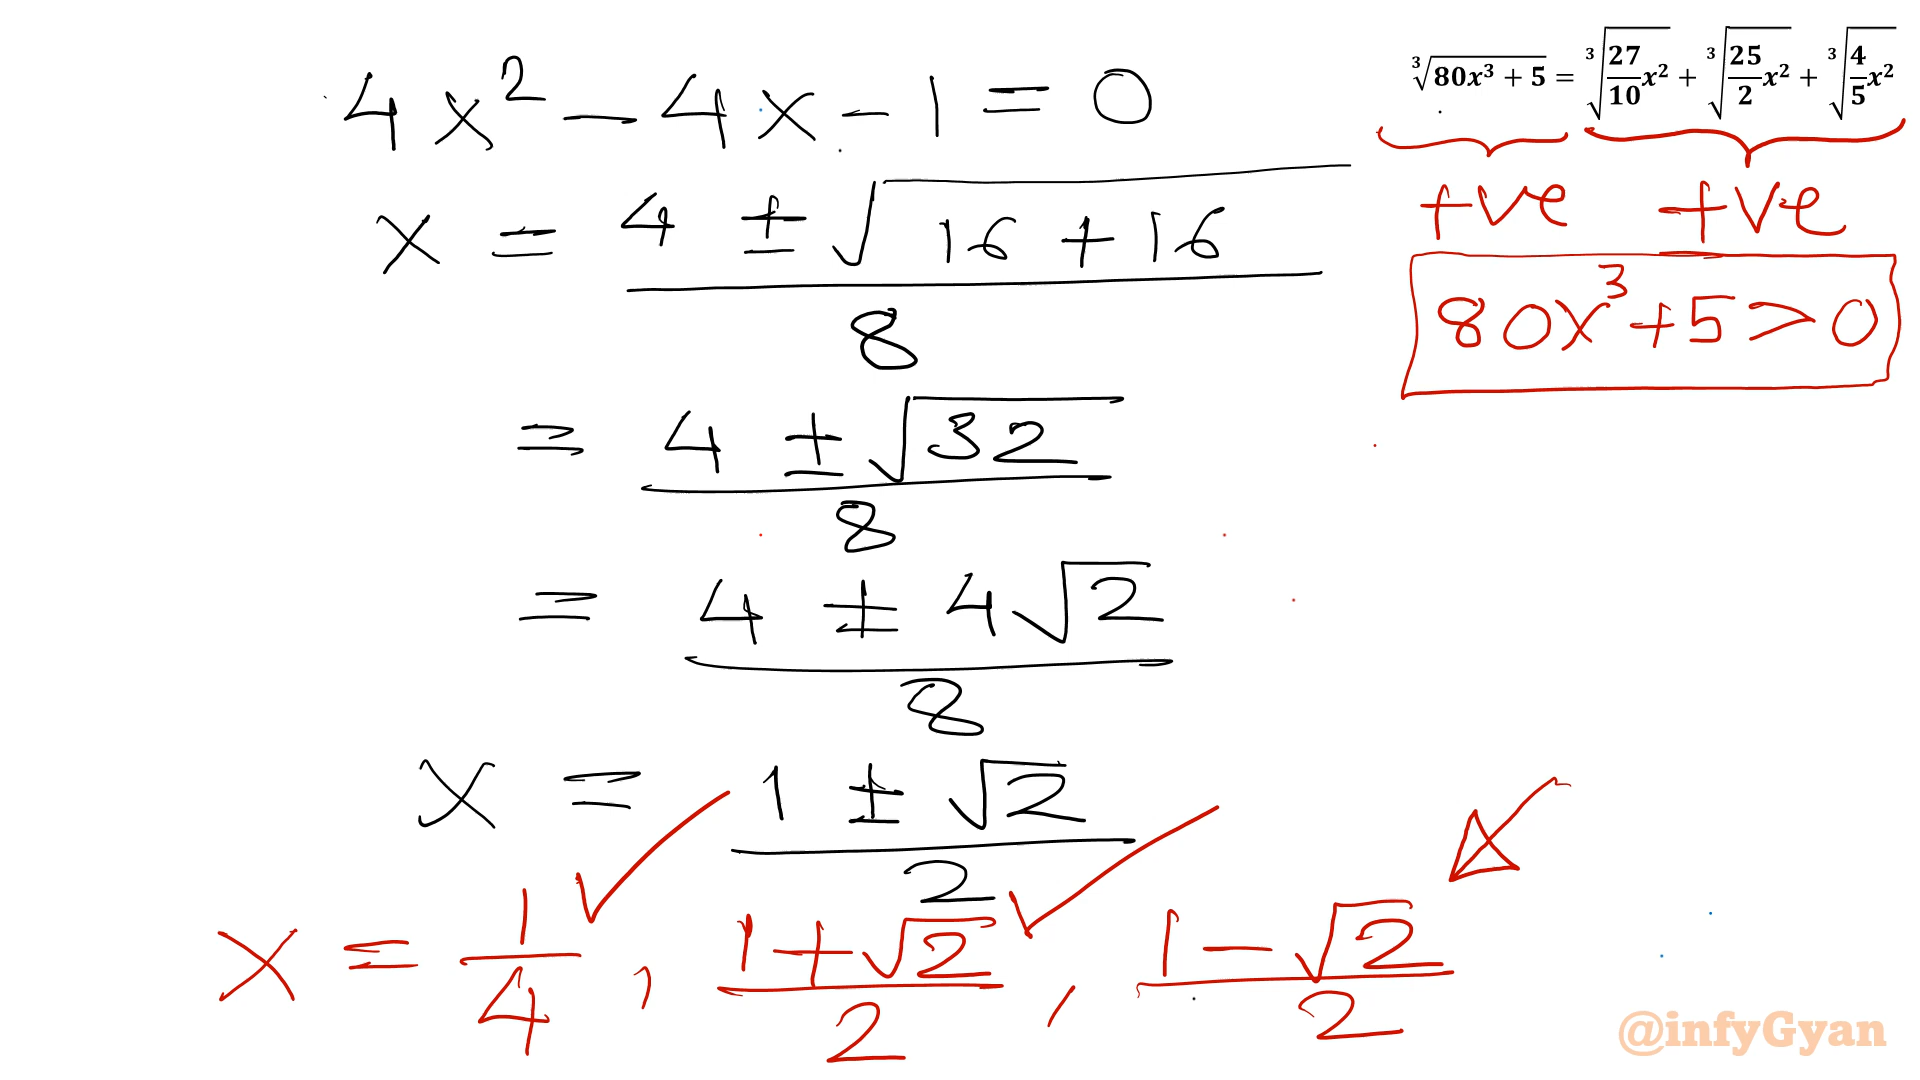 4x² - 4x - 1 = 0
x = (4 ± √(16 + 16))/8
= (4 ± √32)/8
= (4 ± 4√2)/8
x = (1 ± √2)/2
x = 1/4 , (1 + √2)/2 , (1 - √2)/2
∛(80x³ + 5) = ∛(27/10 x²) + ∛(25/2 x²) + ∛(4/5 x²)
+ve +ve
80x³ + 5 > 0
@infyGyan